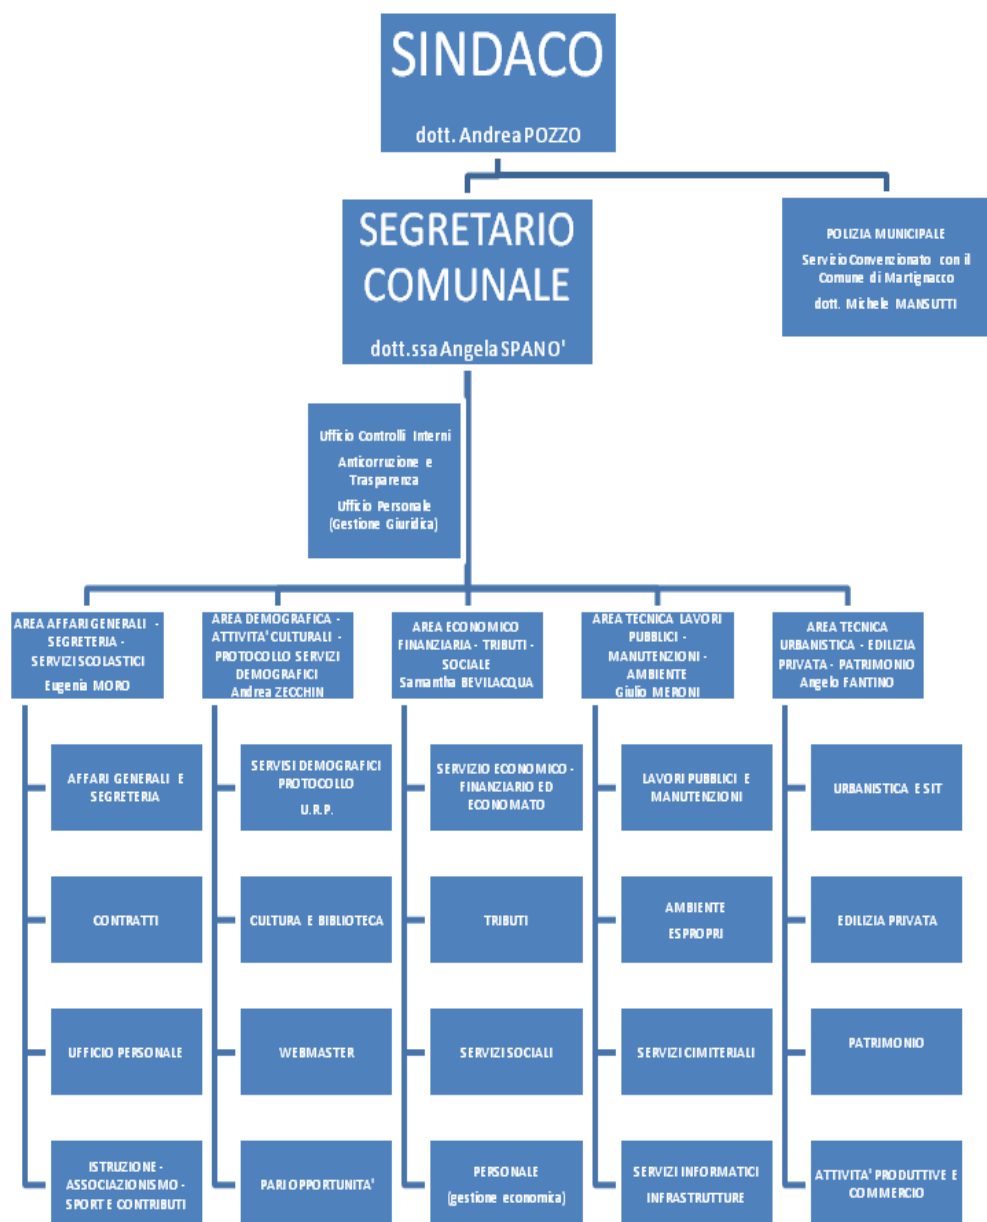 SINDACO
dott. Andrea POZZO
SEGRETARIO
COMUNALE
dott.ssa Angela SPANO'
POLIZIA MUNICIPALE
Servizio Convenzionato con il
Comune di Martignacco
dott. Michele MANSUTTI
Ufficio Controlli Interni
Anticorruzione e
Trasparenza
Ufficio Personale
(Gestione Giuridica)
AREA AFFARI GENERALI -
SEGRETERIA -
SERVIZI SCOLASTICI
Eugenia MORO
AREA DEMOGRAFICA -
ATTIVITA' CULTURALI -
PROTOCOLLO SERVIZI
DEMOGRAFICI
Andrea ZECCHIN
AREA ECONOMICO
FINANZIARIA - TRIBUTI -
SOCIALE
Samantha BEVILACQUA
AREA TECNICA LAVORI
PUBBLICI -
MANUTENZIONI -
AMBIENTE
Giulio MERONI
AREA TECNICA
URBANISTICA - EDILIZIA
PRIVATA - PATRIMONIO
Angelo FANTINO
AFFARI GENERALI E
SEGRETERIA
SERVISI DEMOGRAFICI
PROTOCOLLO
U.R.P.
SERVIZIO ECONOMICO -
FINANZIARIO ED
ECONOMATO
LAVORI PUBBLICI E
MANUTENZIONI
URBANISTICA E SIT
CONTRATTI
CULTURA E BIBLIOTECA
TRIBUTI
AMBIENTE
ESPROPRI
EDILIZIA PRIVATA
UFFICIO PERSONALE
WEBMASTER
SERVIZI SOCIALI
SERVIZI CIMITERIALI
PATRIMONIO
ISTRUZIONE -
ASSOCIAZIONISMO -
SPORT E CONTRIBUTI
PARI OPPORTUNITA'
PERSONALE
(gestione economica)
SERVIZI INFORMATICI
INFRASTRUTTURE
ATTIVITA' PRODUTTIVE E
COMMERCIO